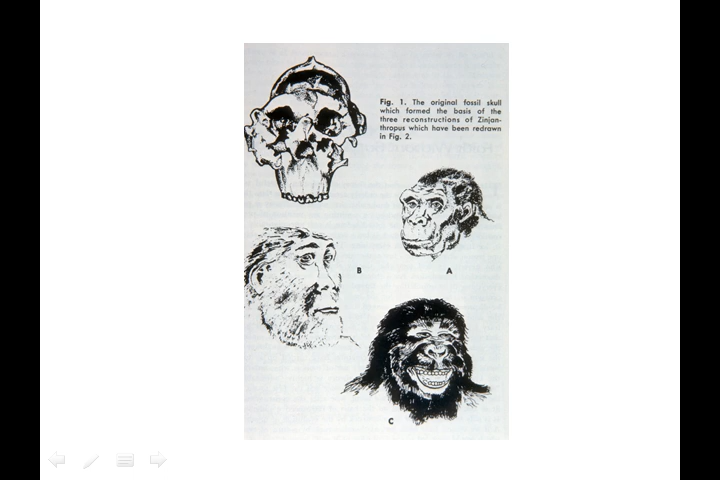 Fig. 1. The original fossil skull
which formed the basis of the
three reconstructions of Zinjan-
thropus which have been redrawn
in Fig. 2.
A
B
C